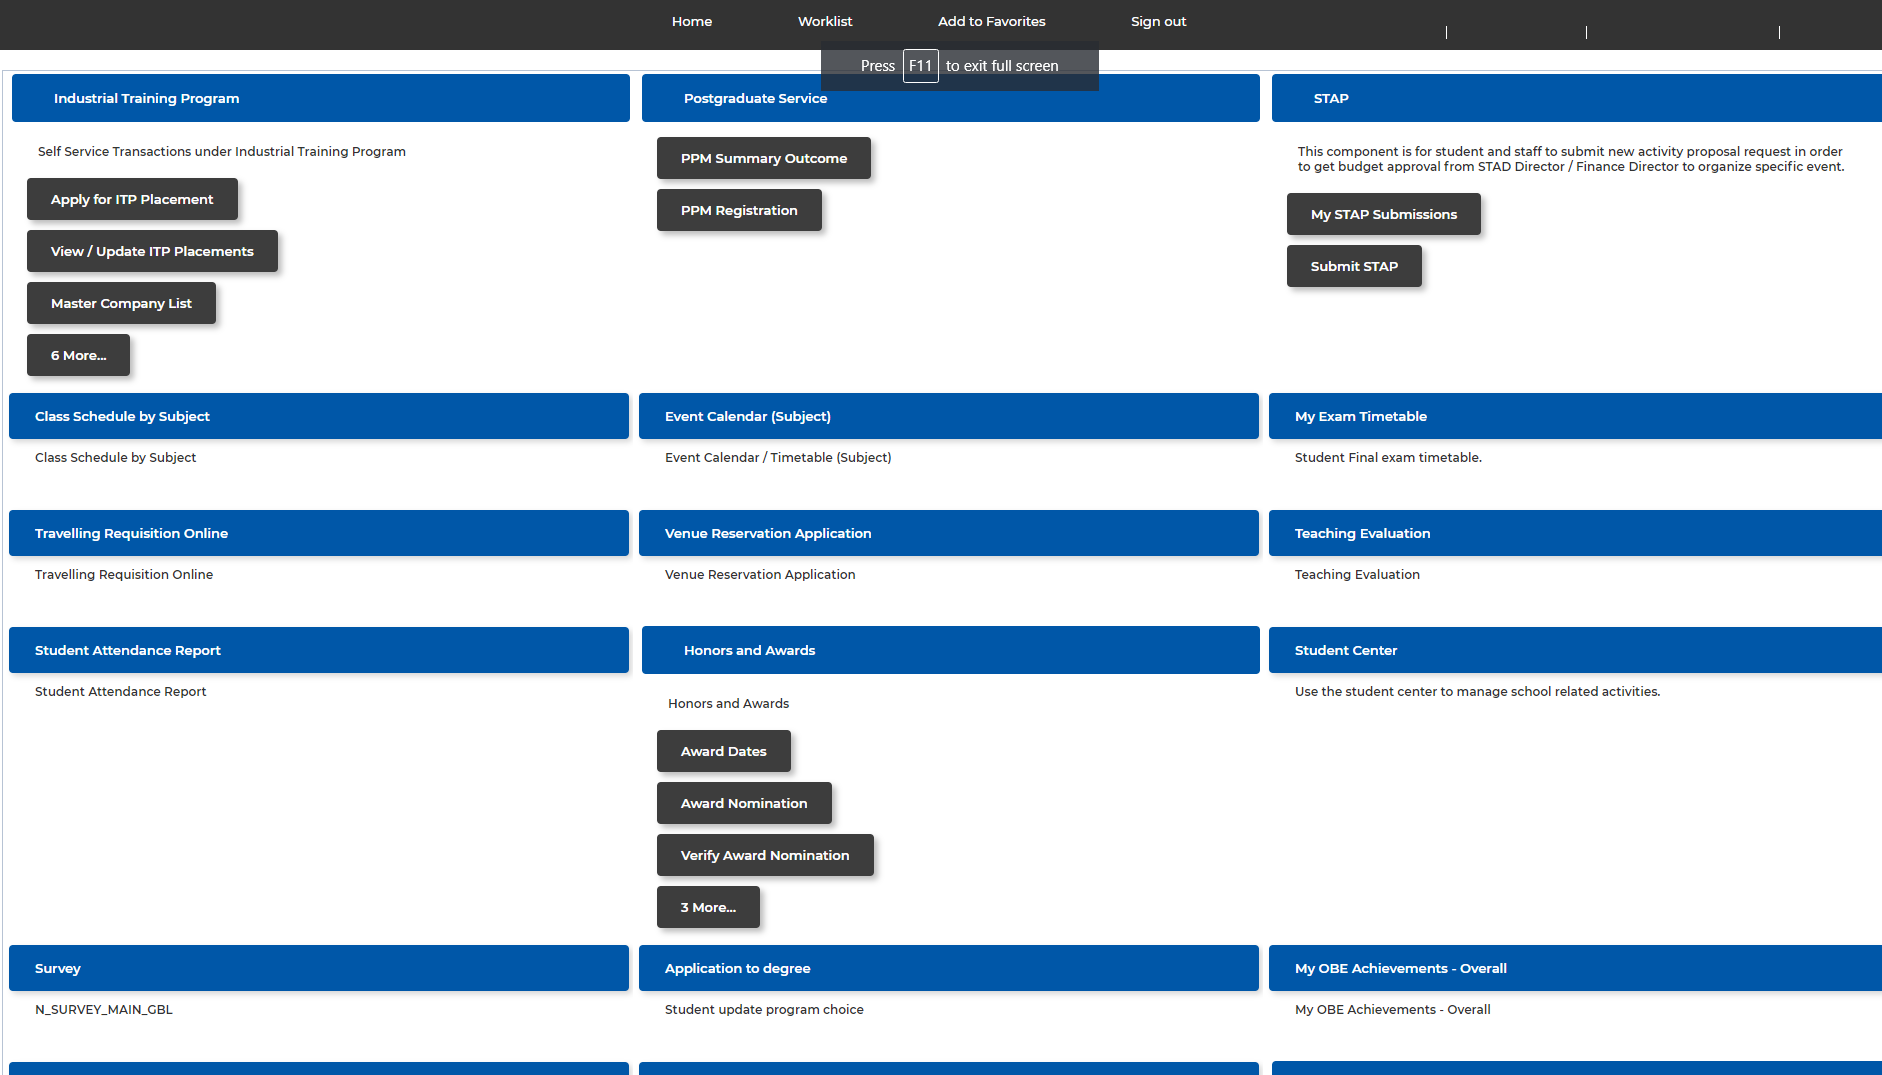 Home
Worklist
Add to Favorites
Sign out
Press F11 to exit full screen
Industrial Training Program
Self Service Transactions under Industrial Training Program
Apply for ITP Placement
View / Update ITP Placements
Master Company List
6 More...
Postgraduate Service
PPM Summary Outcome
PPM Registration
STAP
This component is for student and staff to submit new activity proposal request in order
to get budget approval from STAD Director / Finance Director to organize specific event.
My STAP Submissions
Submit STAP
Class Schedule by Subject
Class Schedule by Subject
Event Calendar (Subject)
Event Calendar / Timetable (Subject)
My Exam Timetable
Student Final exam timetable.
Travelling Requisition Online
Travelling Requisition Online
Venue Reservation Application
Venue Reservation Application
Teaching Evaluation
Teaching Evaluation
Student Attendance Report
Student Attendance Report
Honors and Awards
Honors and Awards
Award Dates
Award Nomination
Verify Award Nomination
3 More...
Student Center
Use the student center to manage school related activities.
Survey
N_SURVEY_MAIN_GBL
Application to degree
Student update program choice
My OBE Achievements - Overall
My OBE Achievements - Overall